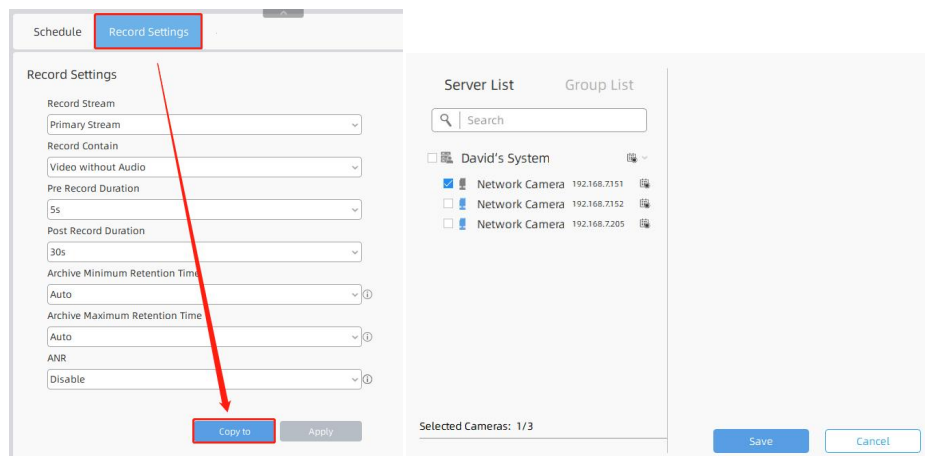 Schedule
Record Settings
Record Settings
Record Stream
Primary Stream
Record Contain
Video without Audio
Pre Record Duration
5s
Post Record Duration
30s
Archive Minimum Retention Time
Auto
Archive Maximum Retention Time
Auto
ANR
Disable
Copy to
Apply
Server List
Group List
Search
David's System
Network Camera 192.168.7.151
Network Camera 192.168.7.152
Network Camera 192.168.7.205
Selected Cameras: 1/3
Save
Cancel